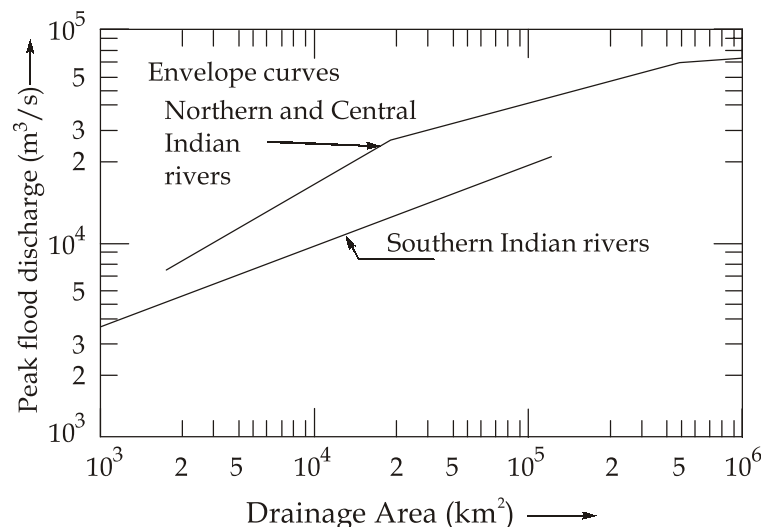 10⁵
5
3
2
10⁴
5
3
2
10³
Peak flood discharge (m³/s)
Envelope curves
Northern and Central
Indian
rivers
Southern Indian rivers
10³ 2 5 10⁴ 2 5 10⁵ 2 5 10⁶
Drainage Area (km²)